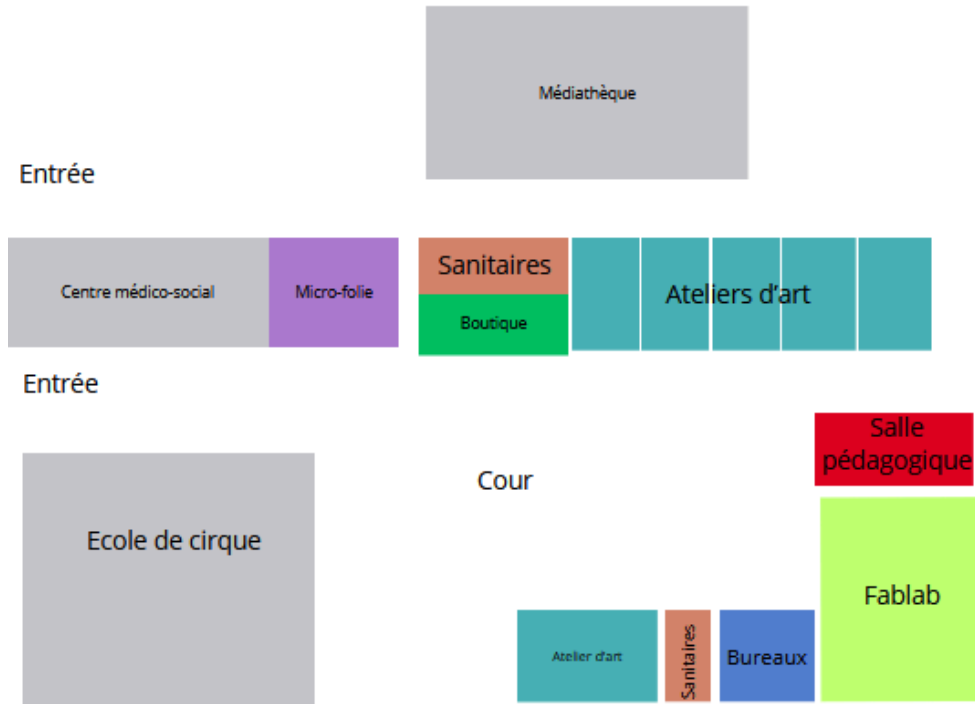 Médiathèque
Entrée
Centre médico-social
Micro-folie
Sanitaires
Boutique
Ateliers d'art
Entrée
Salle
pédagogique
Cour
Ecole de cirque
Fablab
Atelier d'art
Sanitaires
Bureaux